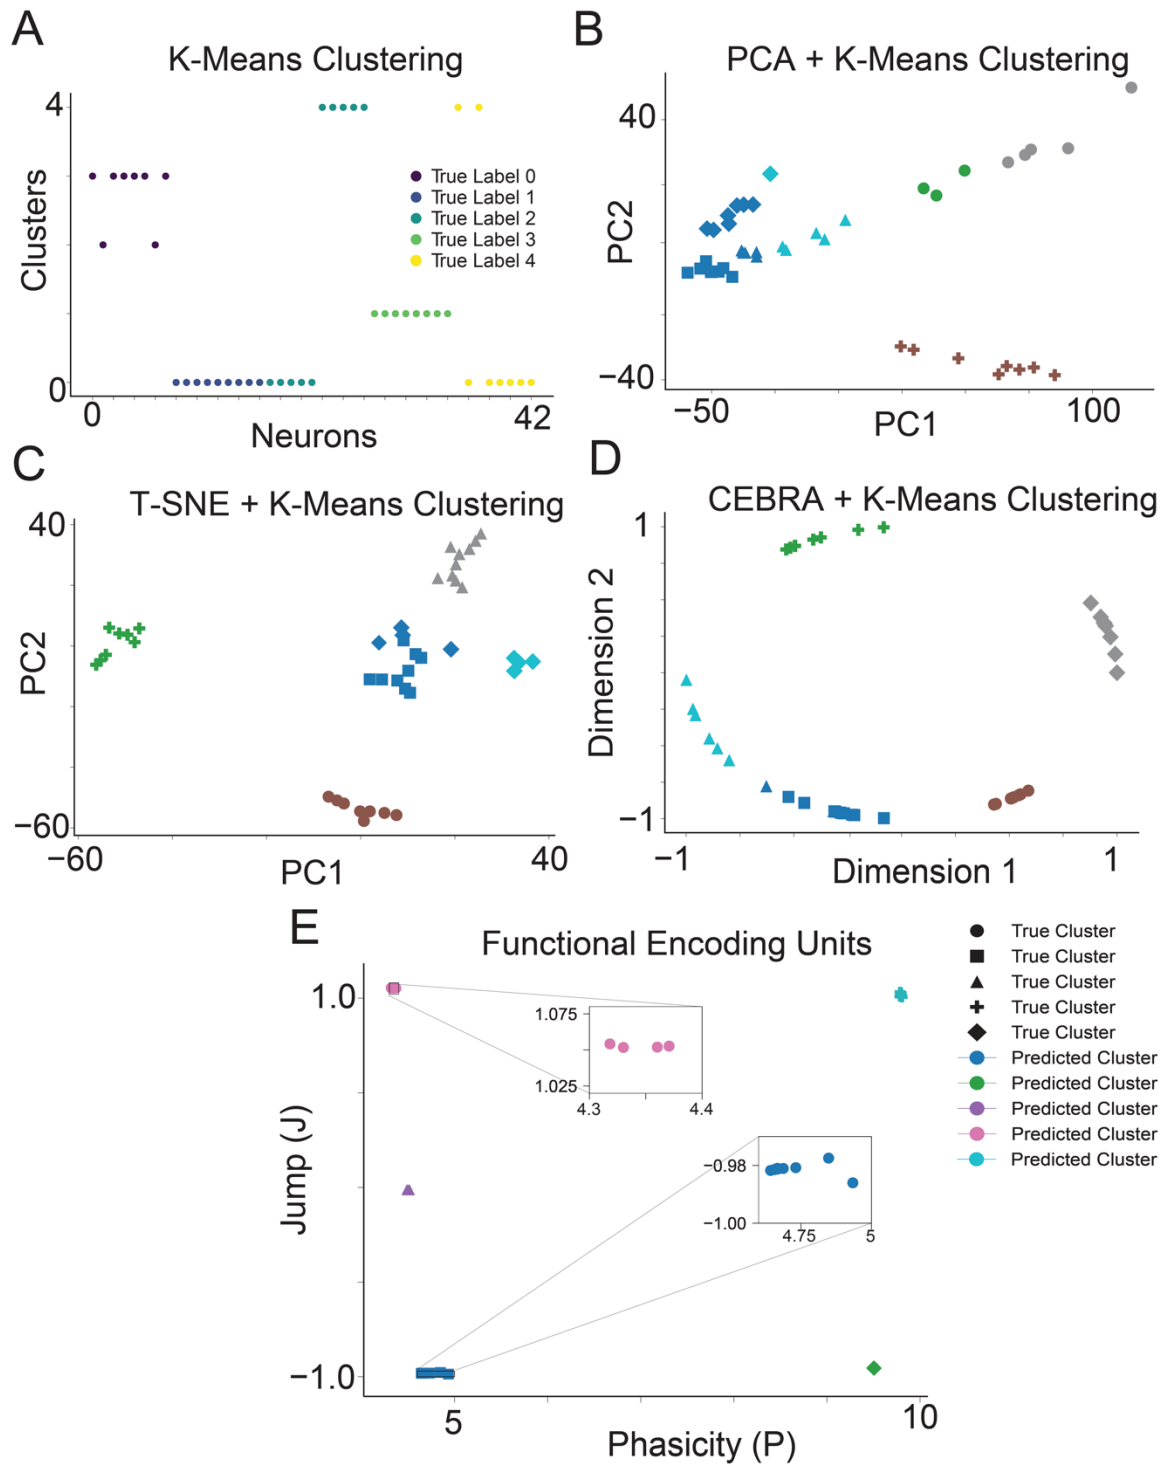 A
K-Means Clustering
4
Clusters
0
True Label 0
True Label 1
True Label 2
True Label 3
True Label 4
0
42
Neurons
B
PCA + K-Means Clustering
40
PC2
−40
−50
100
PC1
C
T-SNE + K-Means Clustering
40
PC2
−60
−60
40
PC1
D
CEBRA + K-Means Clustering
1
Dimension 2
−1
−1
1
Dimension 1
E
Functional Encoding Units
1.0
Jump (J)
−1.0
1.075
1.025
4.3
4.4
−0.98
−1.00
4.75
5
5
10
Phasicity (P)
True Cluster
True Cluster
True Cluster
True Cluster
True Cluster
Predicted Cluster
Predicted Cluster
Predicted Cluster
Predicted Cluster
Predicted Cluster